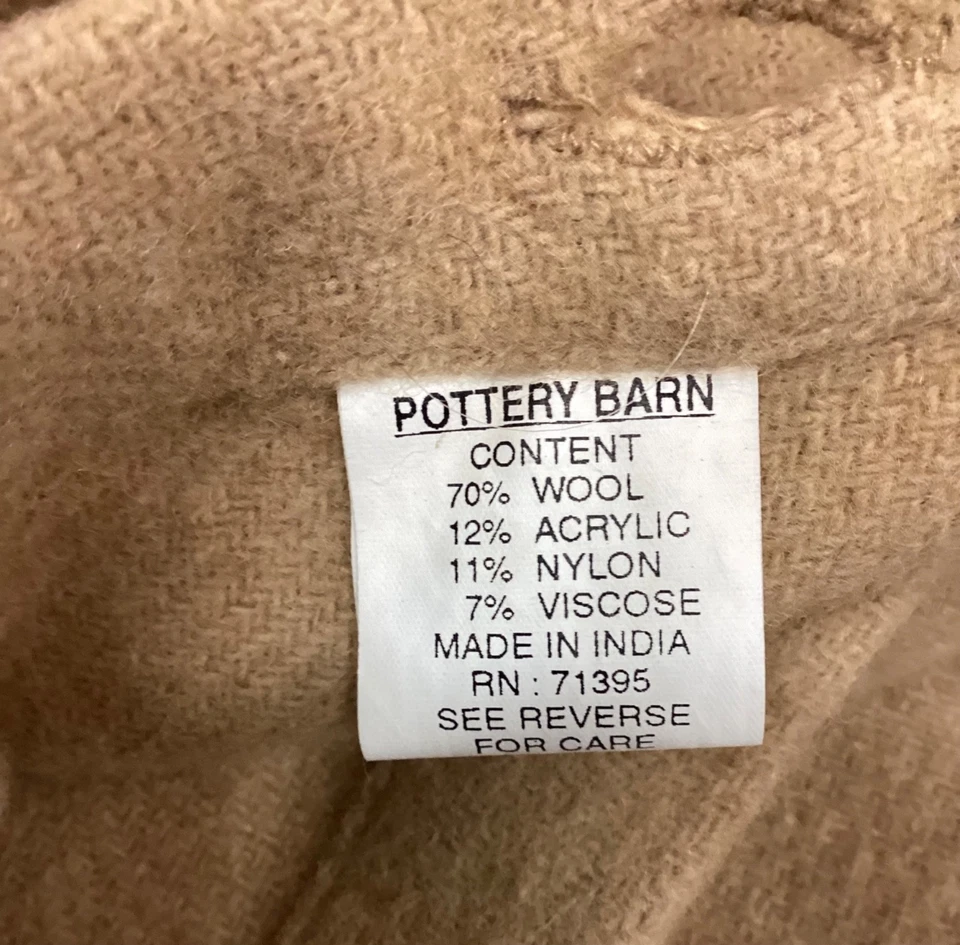 POTTERY BARN
CONTENT
70% WOOL
12% ACRYLIC
11% NYLON
7% VISCOSE
MADE IN INDIA
RN : 71395
SEE REVERSE
FOR CARE